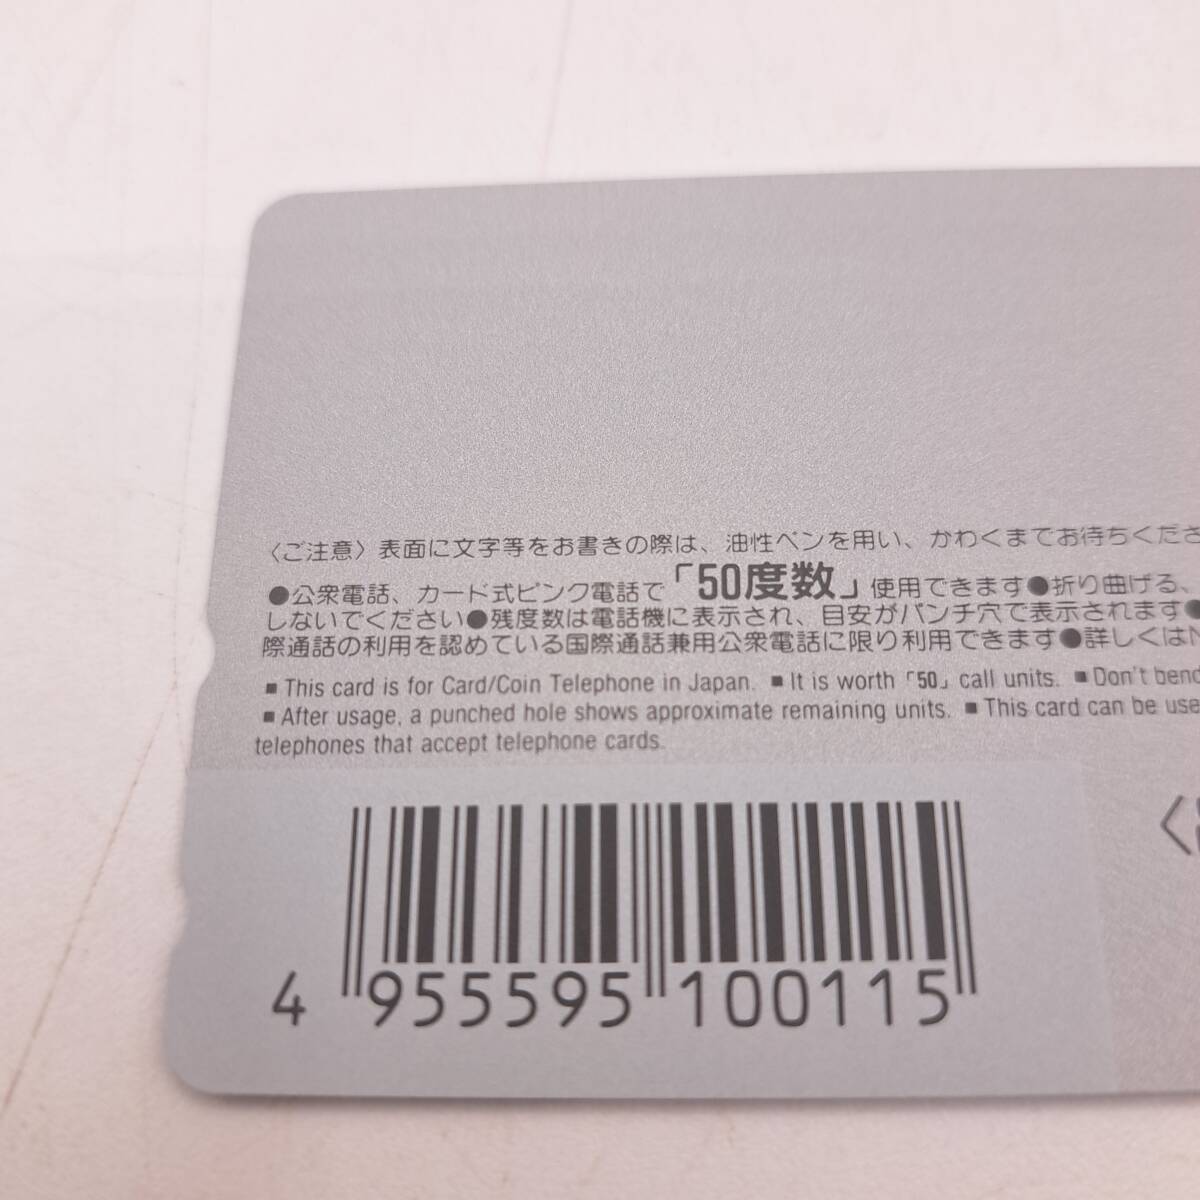 〈ご注意〉表面に文字等をお書きの際は、油性ペンを用い、かわくまでお待ちくださ
●公衆電話、カード式ピンク電話で「50度数」使用できます●折り曲げる、
しないでください●残度数は電話機に表示され、目安がパンチ穴で表示されます●
際通話の利用を認めている国際通話兼用公衆電話に限り利用できます●詳しくはN
■ This card is for Card/Coin Telephone in Japan. ■ It is worth「50」call units. ■ Don't bend
■ After usage, a punched hole shows approximate remaining units. ■ This card can be use
telephones that accept telephone cards.
4 955595 100115